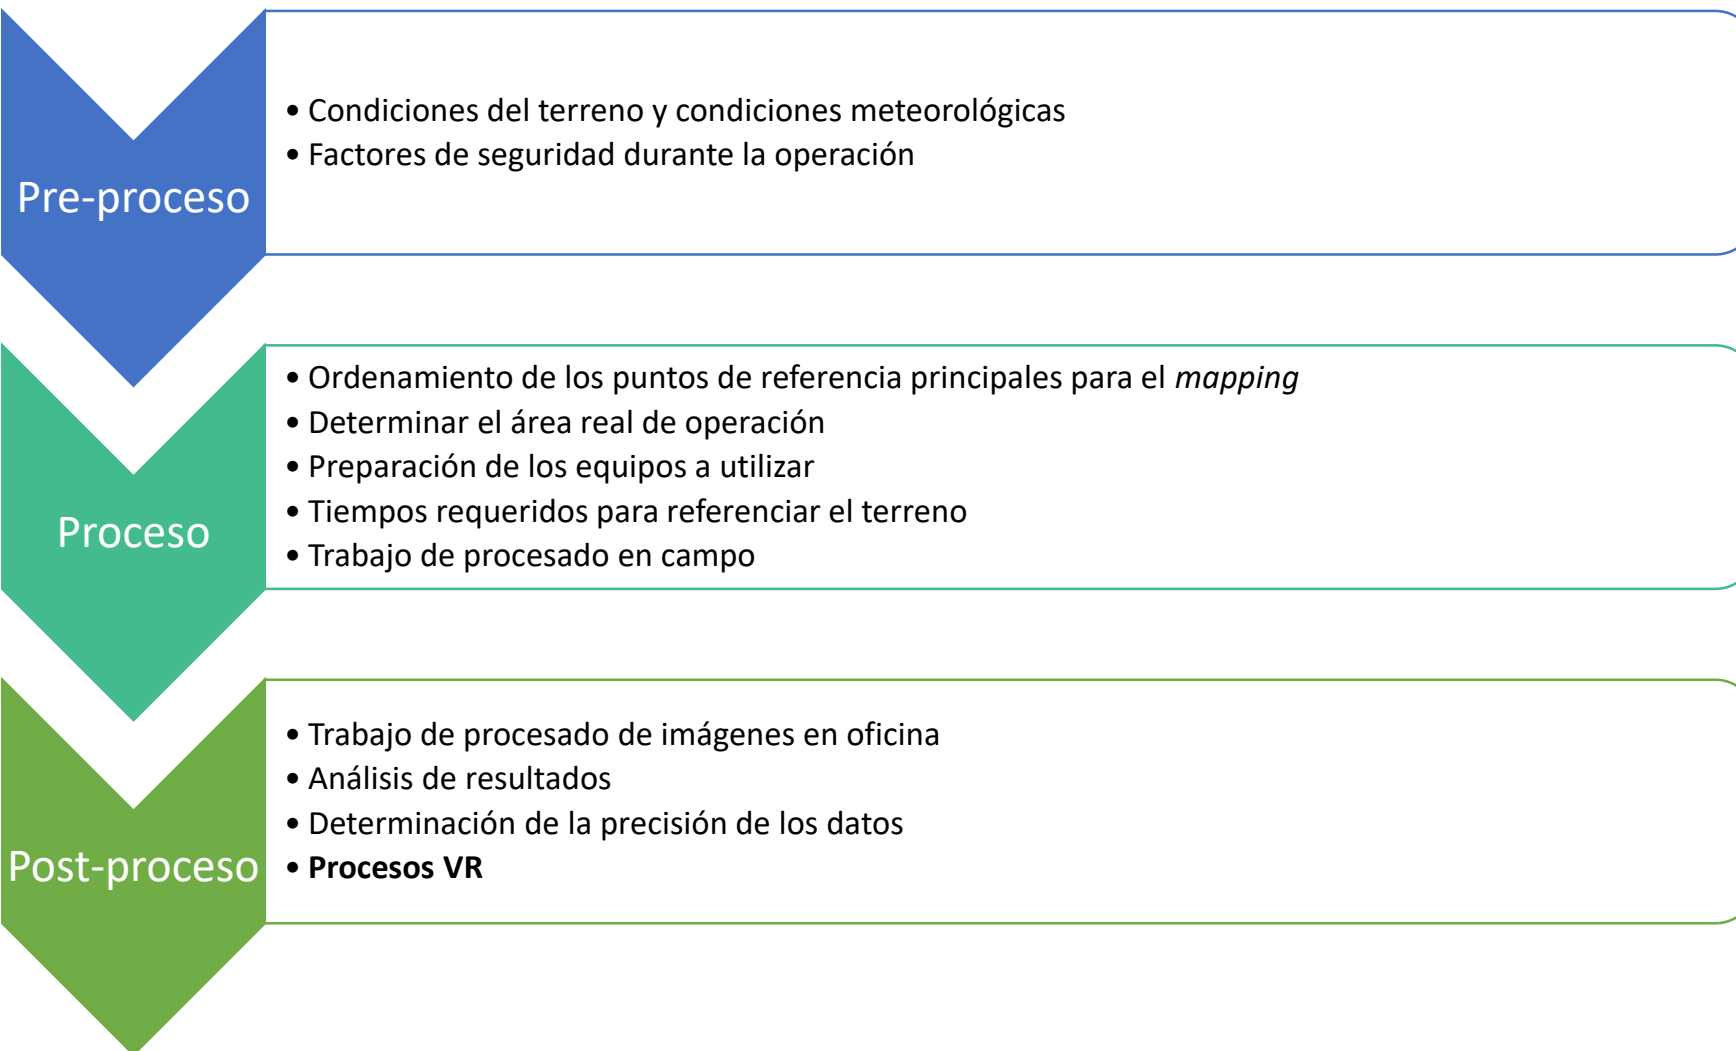 Pre-proceso
• Condiciones del terreno y condiciones meteorológicas
• Factores de seguridad durante la operación
Proceso
• Ordenamiento de los puntos de referencia principales para el mapping
• Determinar el área real de operación
• Preparación de los equipos a utilizar
• Tiempos requeridos para referenciar el terreno
• Trabajo de procesado en campo
Post-proceso
• Trabajo de procesado de imágenes en oficina
• Análisis de resultados
• Determinación de la precisión de los datos
• Procesos VR